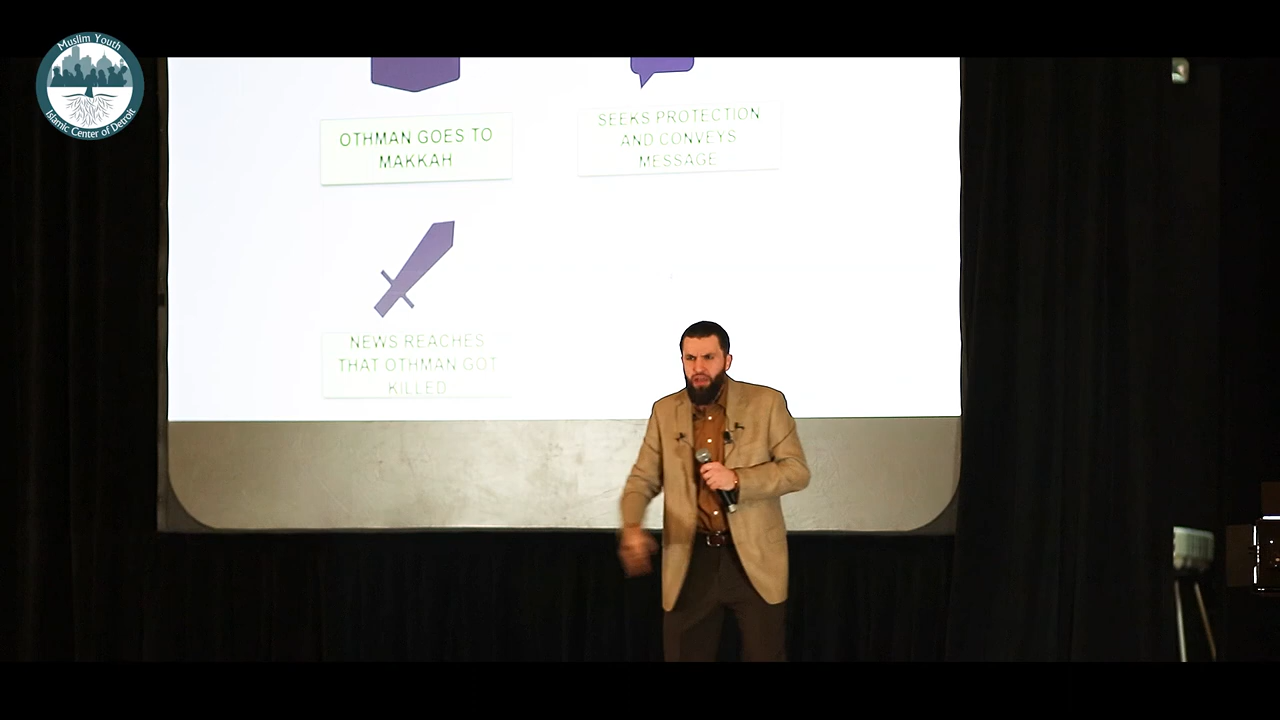 Muslim Youth
Islamic Center of Detroit
OTHMAN GOES TO
MAKKAH
SEEKS PROTECTION
AND CONVEYS
MESSAGE
NEWS REACHES
THAT OTHMAN GOT
KILLED